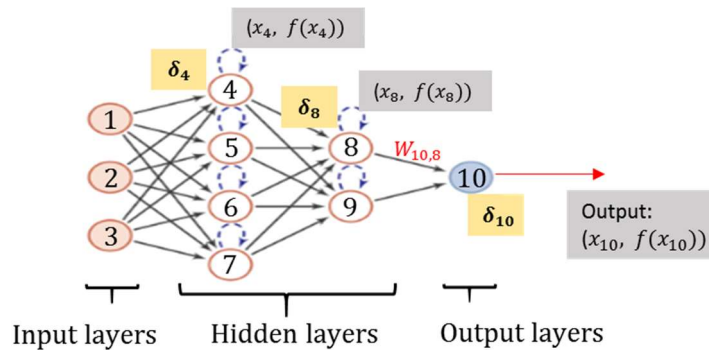 (x₄, f(x₄))
δ₄
4
(x₈, f(x₈))
δ₈
1
5
8
W₁₀,₈
2
10
6
9
δ₁₀
Output:
(x₁₀, f(x₁₀))
3
7
Input layers
Hidden layers
Output layers